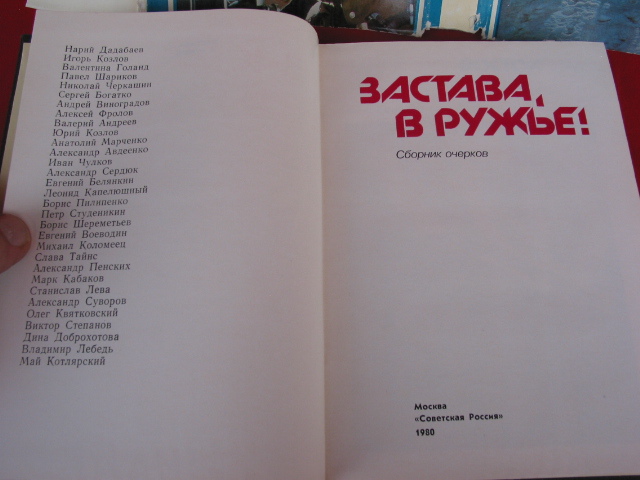 Нарий Дадабаев
Игорь Козлов
Валентина Голанд
Павел Шариков
Николай Черкашин
Сергей Богатко
Андрей Виноградов
Алексей Фролов
Валерий Андреев
Юрий Козлов
Анатолий Марченко
Александр Авдеенко
Иван Чулков
Александр Сердюк
Евгений Белянкин
Леонид Капелюшный
Борис Пилипенко
Петр Студеникин
Борис Шереметьев
Евгений Воеводин
Михаил Коломеец
Слава Тайнс
Александр Пенских
Марк Кабаков
Станислав Лева
Александр Суворов
Олег Квятковский
Виктор Степанов
Дина Доброхотова
Владимир Лебедь
Май Котлярский
ЗАСТАВА,
В РУЖЬЕ!
Сборник очерков
Москва
«Советская Россия»
1980